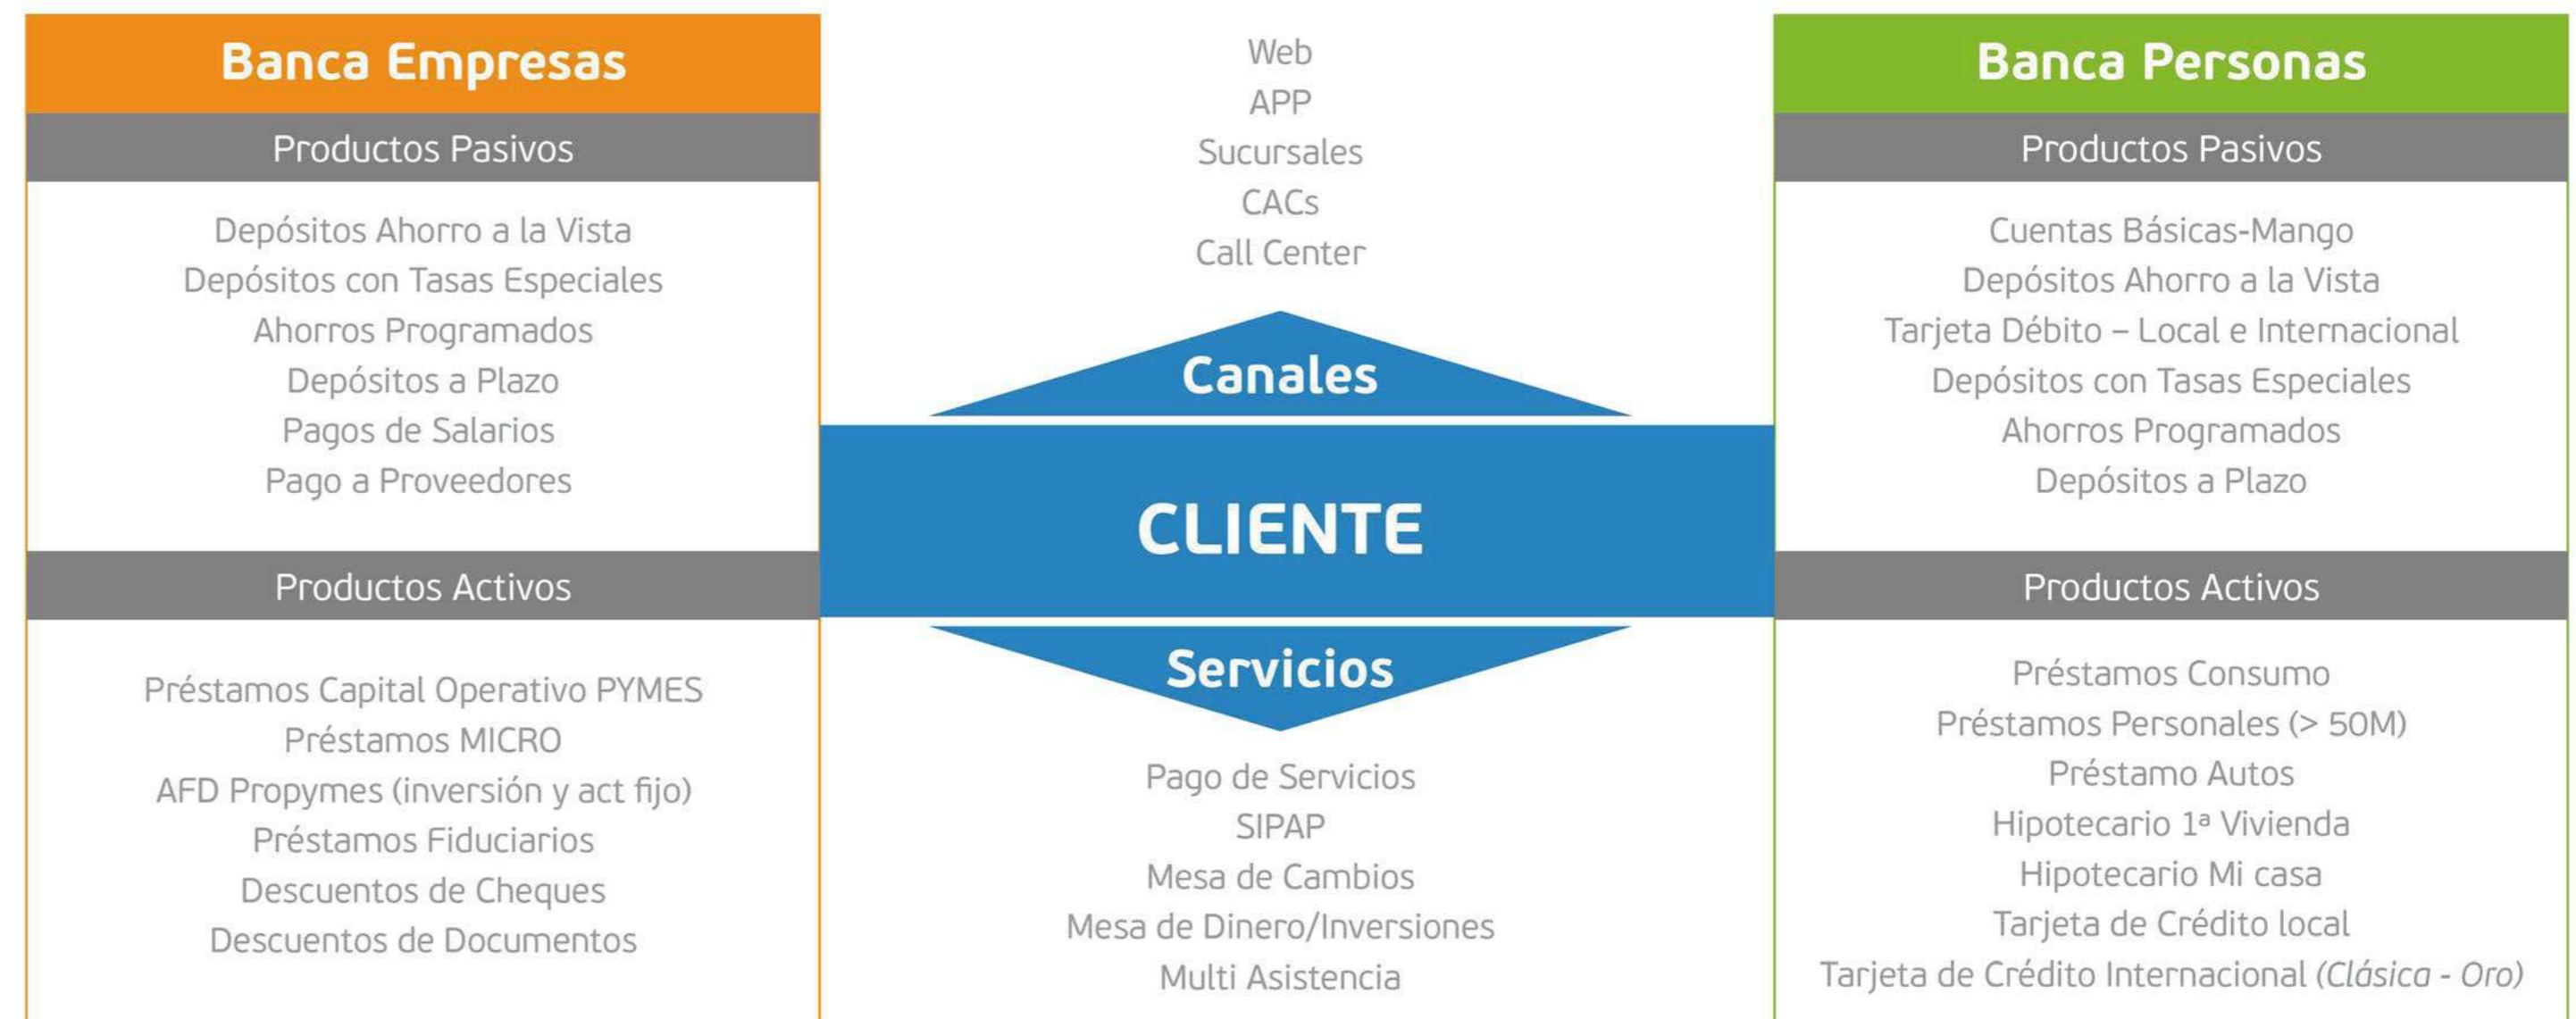 Banca Empresas
Productos Pasivos
Depósitos Ahorro a la Vista
Depósitos con Tasas Especiales
Ahorros Programados
Depósitos a Plazo
Pagos de Salarios
Pago a Proveedores
Productos Activos
Préstamos Capital Operativo PYMES
Préstamos MICRO
AFD Propymes (inversión y act fijo)
Préstamos Fiduciarios
Descuentos de Cheques
Descuentos de Documentos
Web
APP
Sucursales
CACs
Call Center
Canales
CLIENTE
Servicios
Pago de Servicios
SIPAP
Mesa de Cambios
Mesa de Dinero/Inversiones
Multi Asistencia
Banca Personas
Productos Pasivos
Cuentas Básicas-Mango
Depósitos Ahorro a la Vista
Tarjeta Débito – Local e Internacional
Depósitos con Tasas Especiales
Ahorros Programados
Depósitos a Plazo
Productos Activos
Préstamos Consumo
Préstamos Personales (> 50M)
Préstamo Autos
Hipotecario 1ª Vivienda
Hipotecario Mi casa
Tarjeta de Crédito local
Tarjeta de Crédito Internacional (Clásica - Oro)